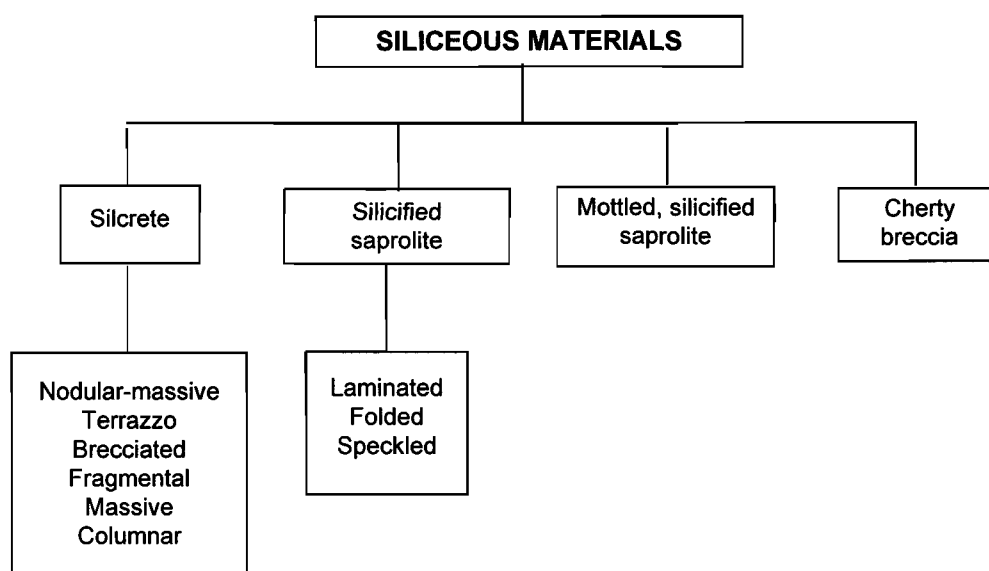 SILICEOUS MATERIALS
Silcrete
Silicified
saprolite
Mottled, silicified
saprolite
Cherty
breccia
Nodular-massive
Terrazzo
Brecciated
Fragmental
Massive
Columnar
Laminated
Folded
Speckled